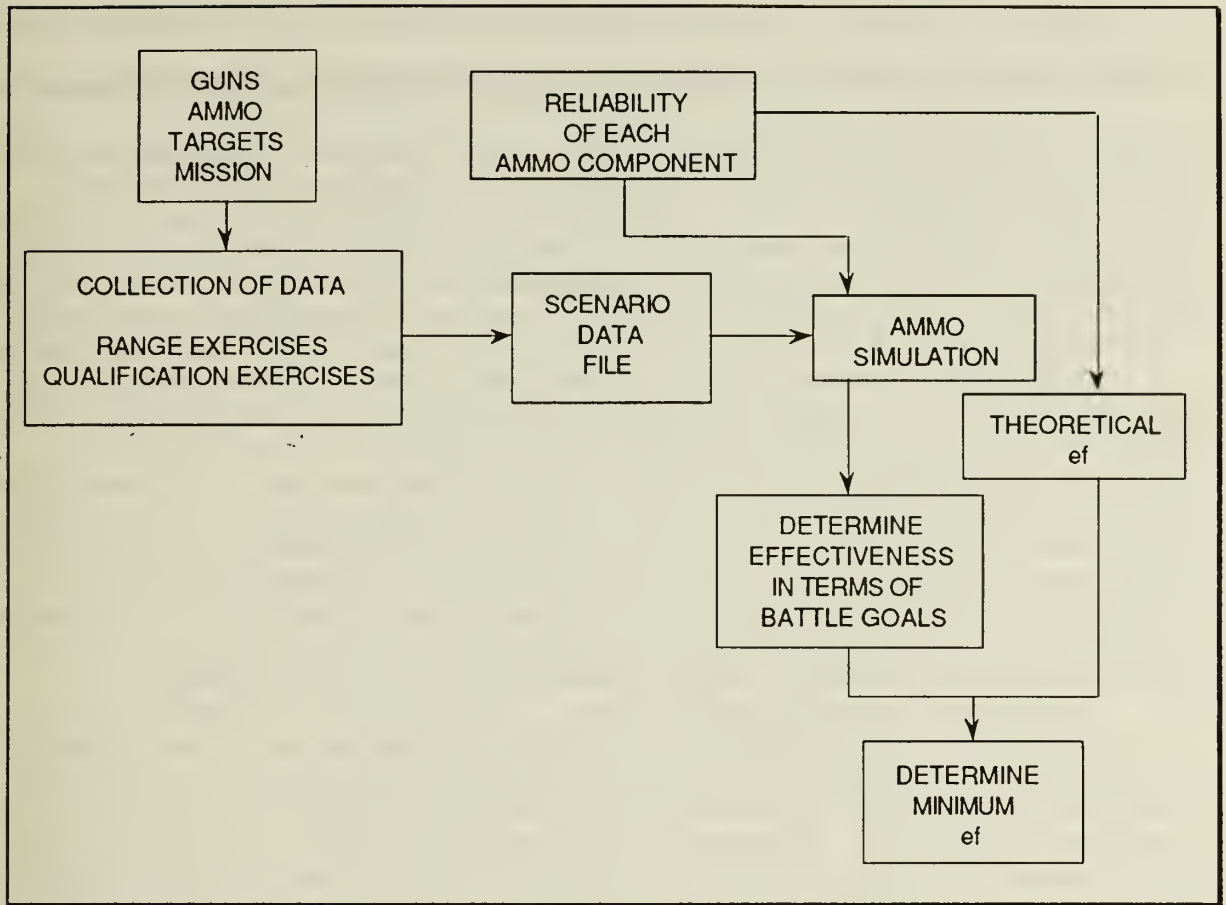 GUNS
AMMO
TARGETS
MISSION
RELIABILITY
OF EACH
AMMO COMPONENT
COLLECTION OF DATA
RANGE EXERCISES
QUALIFICATION EXERCISES
SCENARIO
DATA
FILE
AMMO
SIMULATION
THEORETICAL
ef
DETERMINE
EFFECTIVENESS
IN TERMS OF
BATTLE GOALS
DETERMINE
MINIMUM
ef